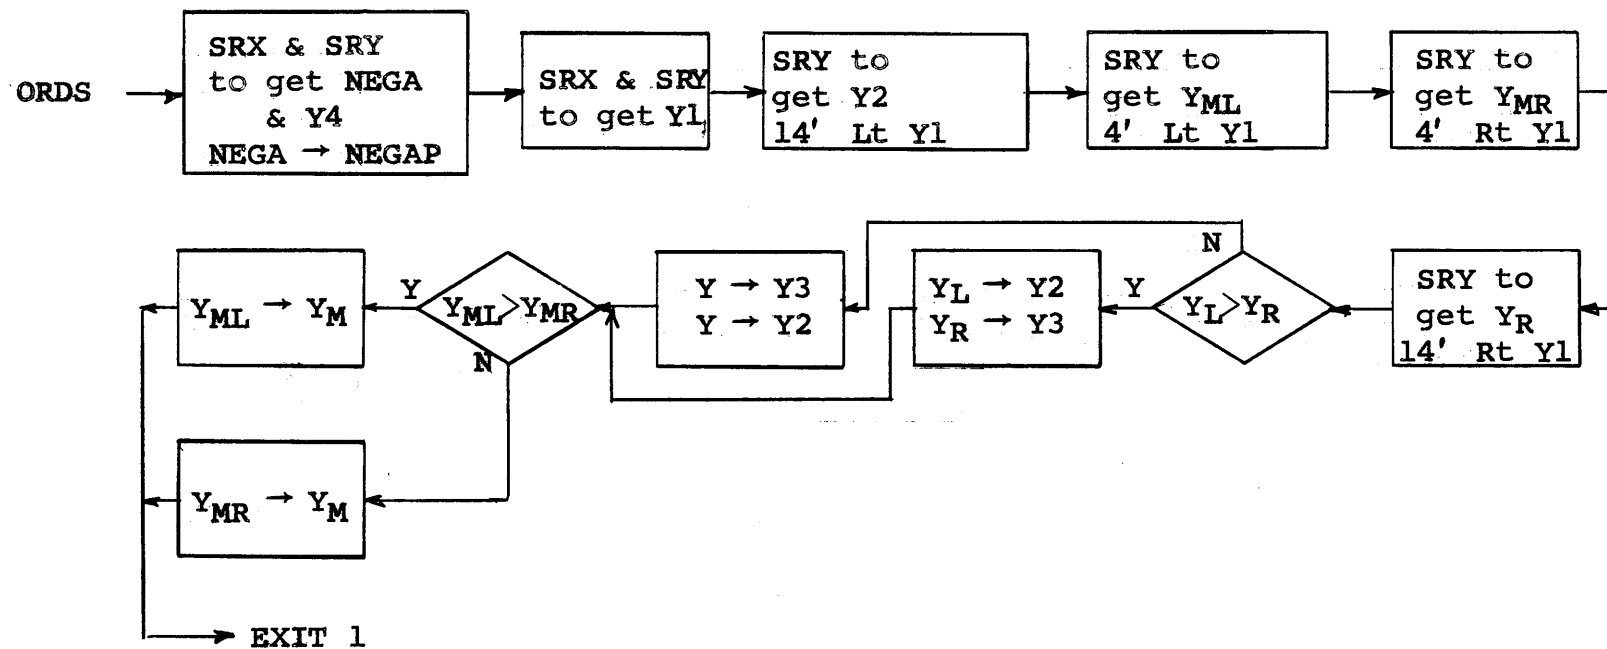 ORDS
SRX & SRY
to get NEGA
& Y4
NEGA → NEGAP
SRX & SRY
to get Y1
SRY to
get Y2
14' Lt Y1
SRY to
get YML
4' Lt Y1
SRY to
get YMR
4' Rt Y1
SRY to
get YR
14' Rt Y1
YL>YR
N
Y
YL → Y2
YR → Y3
Y → Y3
Y → Y2
YML>YMR
Y
N
YML → YM
YMR → YM
EXIT 1